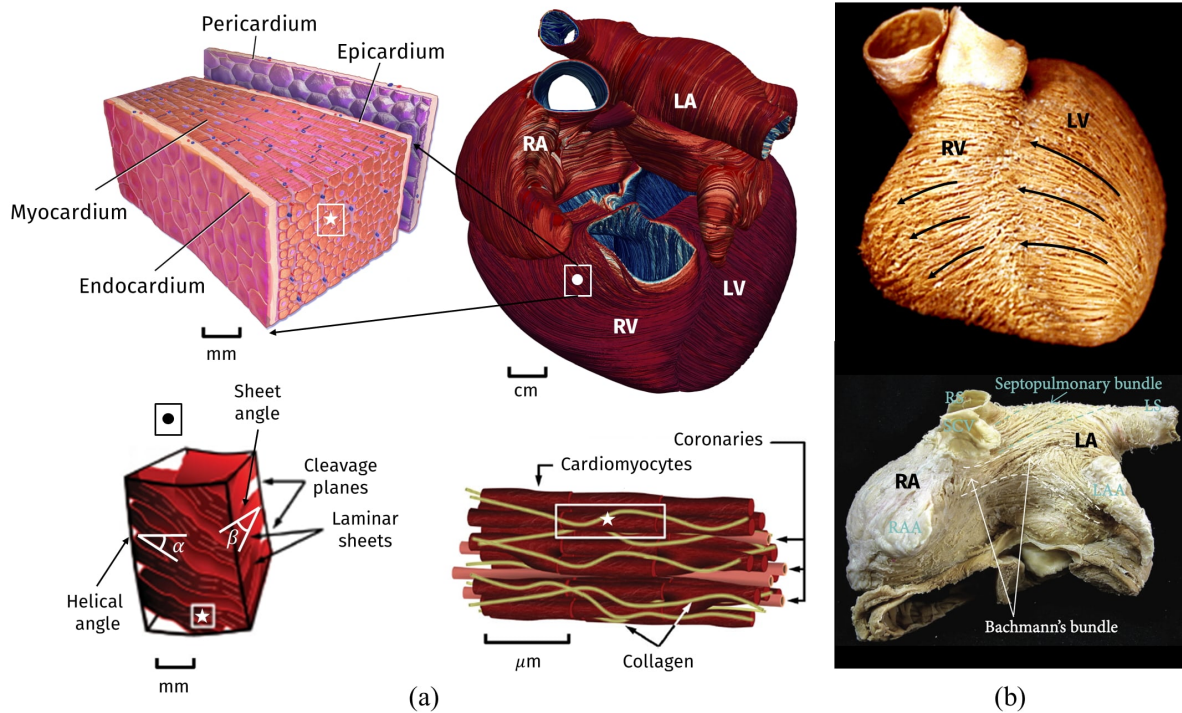 Pericardium
Epicardium
Myocardium
Endocardium
mm
LA
RA
LV
RV
cm
Sheet
angle
Cleavage
planes
Laminar
sheets
α
β
Helical
angle
mm
Coronaries
Cardiomyocytes
μm
Collagen
(a)
LV
RV
Septopulmonary bundle
RS
LS
SCV
LA
RA
LAA
RAA
Bachmann's bundle
(b)